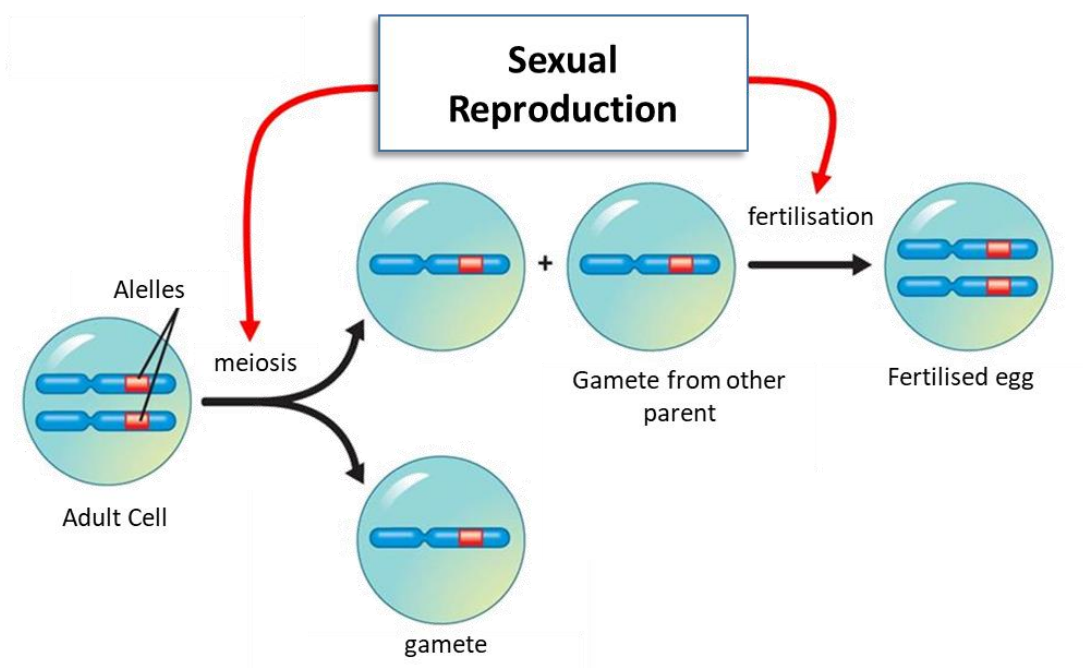 Sexual
Reproduction
fertilisation
Alelles
meiosis
+
Gamete from other
parent
Fertilised egg
Adult Cell
gamete